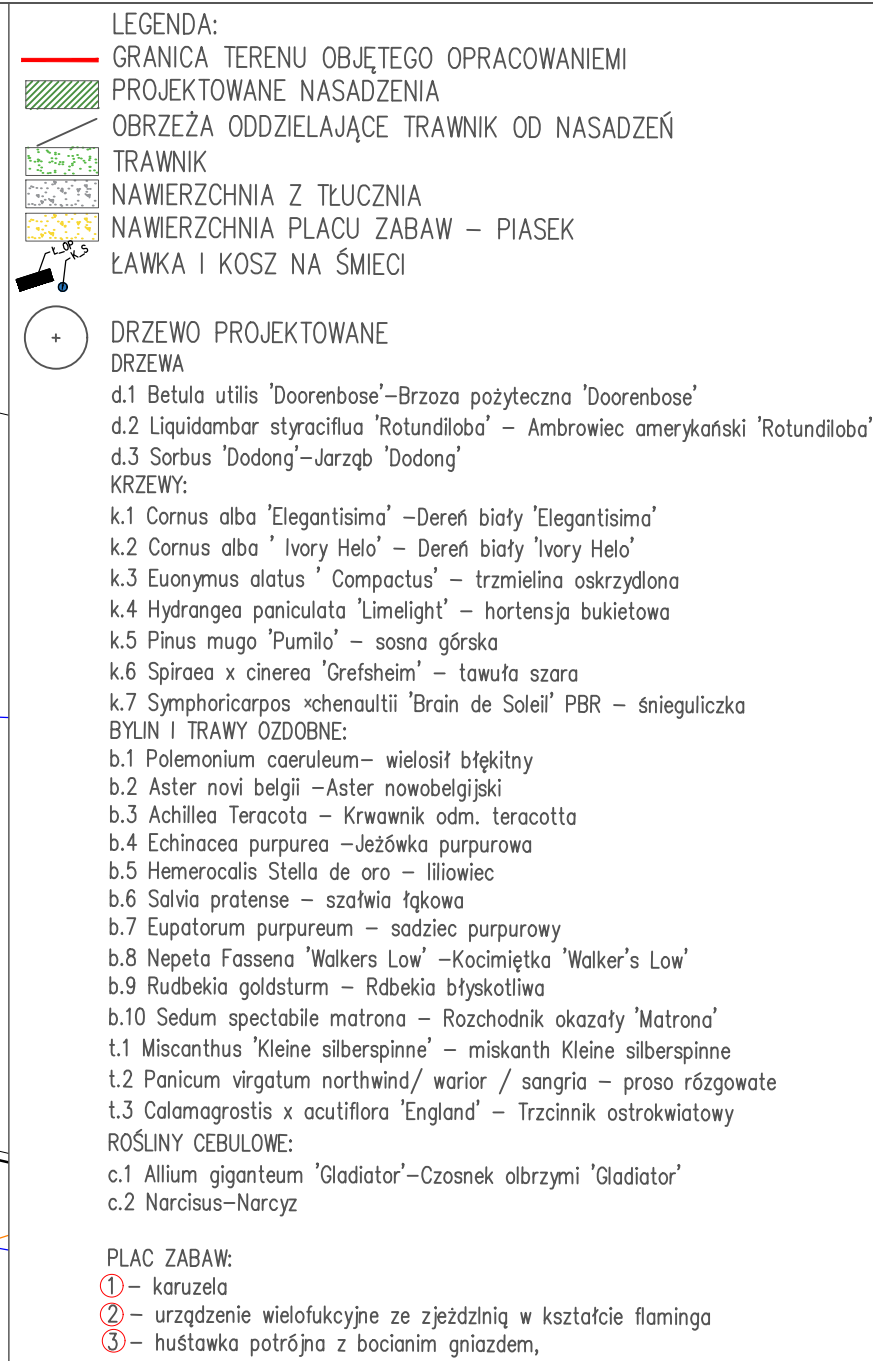 LEGENDA:
GRANICA TERENU OBJĘTEGO OPRACOWANIEMI
PROJEKTOWANE NASADZENIA
OBRZEŻA ODDZIELAJĄCE TRAWNIK OD NASADZEŃ
TRAWNIK
NAWIERZCHNIA Z TŁUCZNIA
NAWIERZCHNIA PLACU ZABAW – PIASEK
K_OP K_S
ŁAWKA I KOSZ NA ŚMIECI
DRZEWO PROJEKTOWANE
DRZEWA
d.1 Betula utilis 'Doorenbose'–Brzoza pożyteczna 'Doorenbose'
d.2 Liquidambar styraciflua 'Rotundiloba' – Ambrowiec amerykański 'Rotundiloba'
d.3 Sorbus 'Dodong'–Jarząb 'Dodong'
KRZEWY:
k.1 Cornus alba 'Elegantisima' –Dereń biały 'Elegantisima'
k.2 Cornus alba ' Ivory Helo' – Dereń biały 'Ivory Helo'
k.3 Euonymus alatus ' Compactus' – trzmielina oskrzydlona
k.4 Hydrangea paniculata 'Limelight' – hortensja bukietowa
k.5 Pinus mugo 'Pumilo' – sosna górska
k.6 Spiraea x cinerea 'Grefsheim' – tawuła szara
k.7 Symphoricarpos ×chenaultii 'Brain de Soleil' PBR – śnieguliczka
BYLIN I TRAWY OZDOBNE:
b.1 Polemonium caeruleum– wielosił błękitny
b.2 Aster novi belgii –Aster nowobelgijski
b.3 Achillea Teracota – Krwawnik odm. teracotta
b.4 Echinacea purpurea –Jeżówka purpurowa
b.5 Hemerocalis Stella de oro – liliowiec
b.6 Salvia pratense – szałwia łąkowa
b.7 Eupatorum purpureum – sadziec purpurowy
b.8 Nepeta Fassena 'Walkers Low' –Kocimiętka 'Walker's Low'
b.9 Rudbekia goldsturm – Rdbekia błyskotliwa
b.10 Sedum spectabile matrona – Rozchodnik okazały 'Matrona'
t.1 Miscanthus 'Kleine silberspinne' – miskanth Kleine silberspinne
t.2 Panicum virgatum northwind/ warior / sangria – proso rózgowate
t.3 Calamagrostis x acutiflora 'England' – Trzcinnik ostrokwiatowy
ROŚLINY CEBULOWE:
c.1 Allium giganteum 'Gladiator'–Czosnek olbrzymi 'Gladiator'
c.2 Narcisus–Narcyz
PLAC ZABAW:
1 – karuzela
2 – urządzenie wielofukcyjne ze zjeżdzlnią w kształcie flaminga
3 – huśtawka potrójna z bocianim gniazdem,